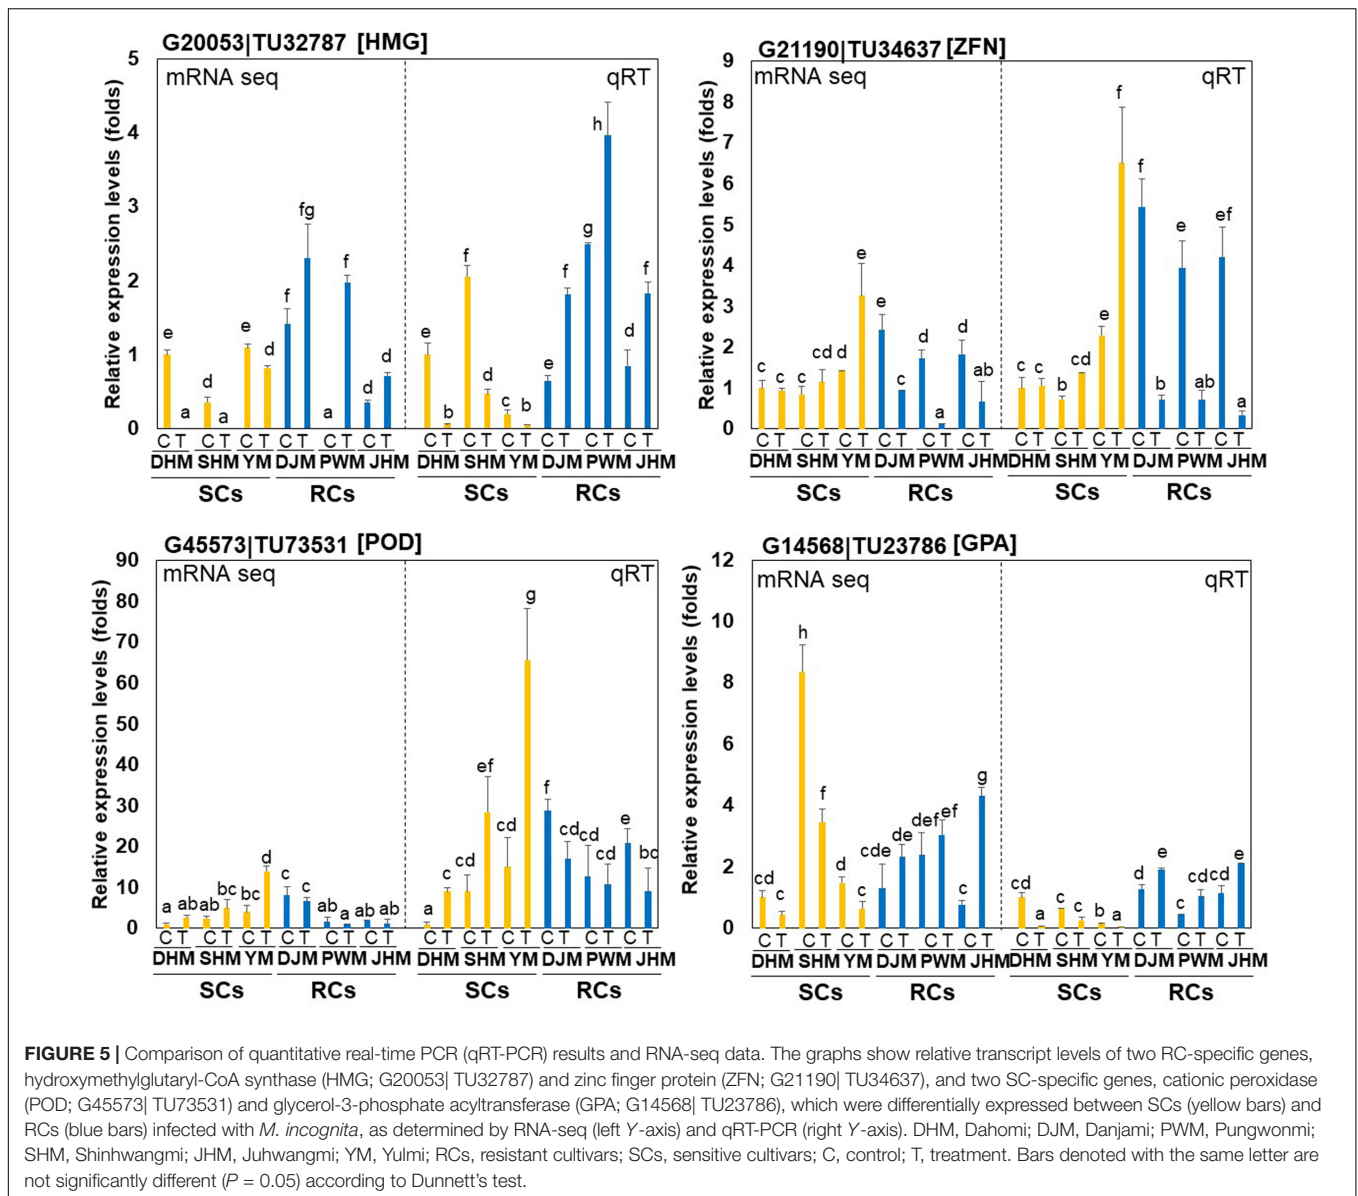 G20053|TU32787 [HMG]
mRNA seq
qRT
Relative expression levels (folds)
5
4
3
2
1
0
e a d a e d f fg a f d d
e b f d c b e f g h d f
C T C T C T C T C T C T
C T C T C T C T C T C T
DHM SHM YM DJM PWM JHM
DHM SHM YM DJM PWM JHM
SCs RCs
SCs RCs
G21190|TU34637 [ZFN]
mRNA seq
qRT
Relative expression levels (folds)
9
8
7
6
5
4
3
2
1
0
c c c cd d e e c d a d ab
c c b cd e f f b e ab ef a
C T C T C T C T C T C T
C T C T C T C T C T C T
DHM SHM YM DJM PWM JHM
DHM SHM YM DJM PWM JHM
SCs RCs
SCs RCs
G45573|TU73531 [POD]
mRNA seq
qRT
Relative expression levels (folds)
90
80
70
60
50
40
30
20
10
0
a ab ab bc bc d c c ab a ab ab
a c cd ef cd g f cd cd cd e bc
C T C T C T C T C T C T
C T C T C T C T C T C T
DHM SHM YM DJM PWM JHM
DHM SHM YM DJM PWM JHM
SCs RCs
SCs RCs
G14568|TU23786 [GPA]
mRNA seq
qRT
Relative expression levels (folds)
12
10
8
6
4
2
0
cd c h f d c cde de def ef c g
cd a c c b a d e c cd cd e
C T C T C T C T C T C T
C T C T C T C T C T C T
DHM SHM YM DJM PWM JHM
DHM SHM YM DJM PWM JHM
SCs RCs
SCs RCs
FIGURE 5 | Comparison of quantitative real-time PCR (qRT-PCR) results and RNA-seq data. The graphs show relative transcript levels of two RC-specific genes,
hydroxymethylglutaryl-CoA synthase (HMG; G20053| TU32787) and zinc finger protein (ZFN; G21190| TU34637), and two SC-specific genes, cationic peroxidase
(POD; G45573| TU73531) and glycerol-3-phosphate acyltransferase (GPA; G14568| TU23786), which were differentially expressed between SCs (yellow bars) and
RCs (blue bars) infected with M. incognita, as determined by RNA-seq (left Y-axis) and qRT-PCR (right Y-axis). DHM, Dahomi; DJM, Danjami; PWM, Pungwonmi;
SHM, Shinhwangmi; JHM, Juhwangmi; YM, Yulmi; RCs, resistant cultivars; SCs, sensitive cultivars; C, control; T, treatment. Bars denoted with the same letter are
not significantly different (P = 0.05) according to Dunnett's test.